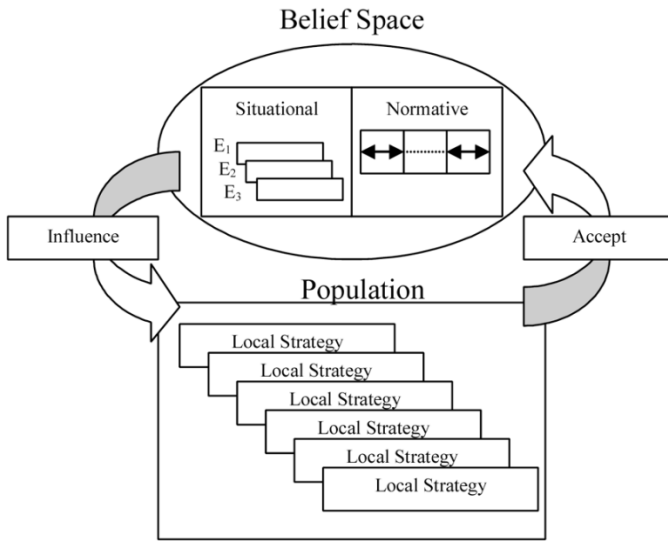 Belief Space
Situational
Normative
E1
E2
E3
Influence
Accept
Population
Local Strategy
Local Strategy
Local Strategy
Local Strategy
Local Strategy
Local Strategy